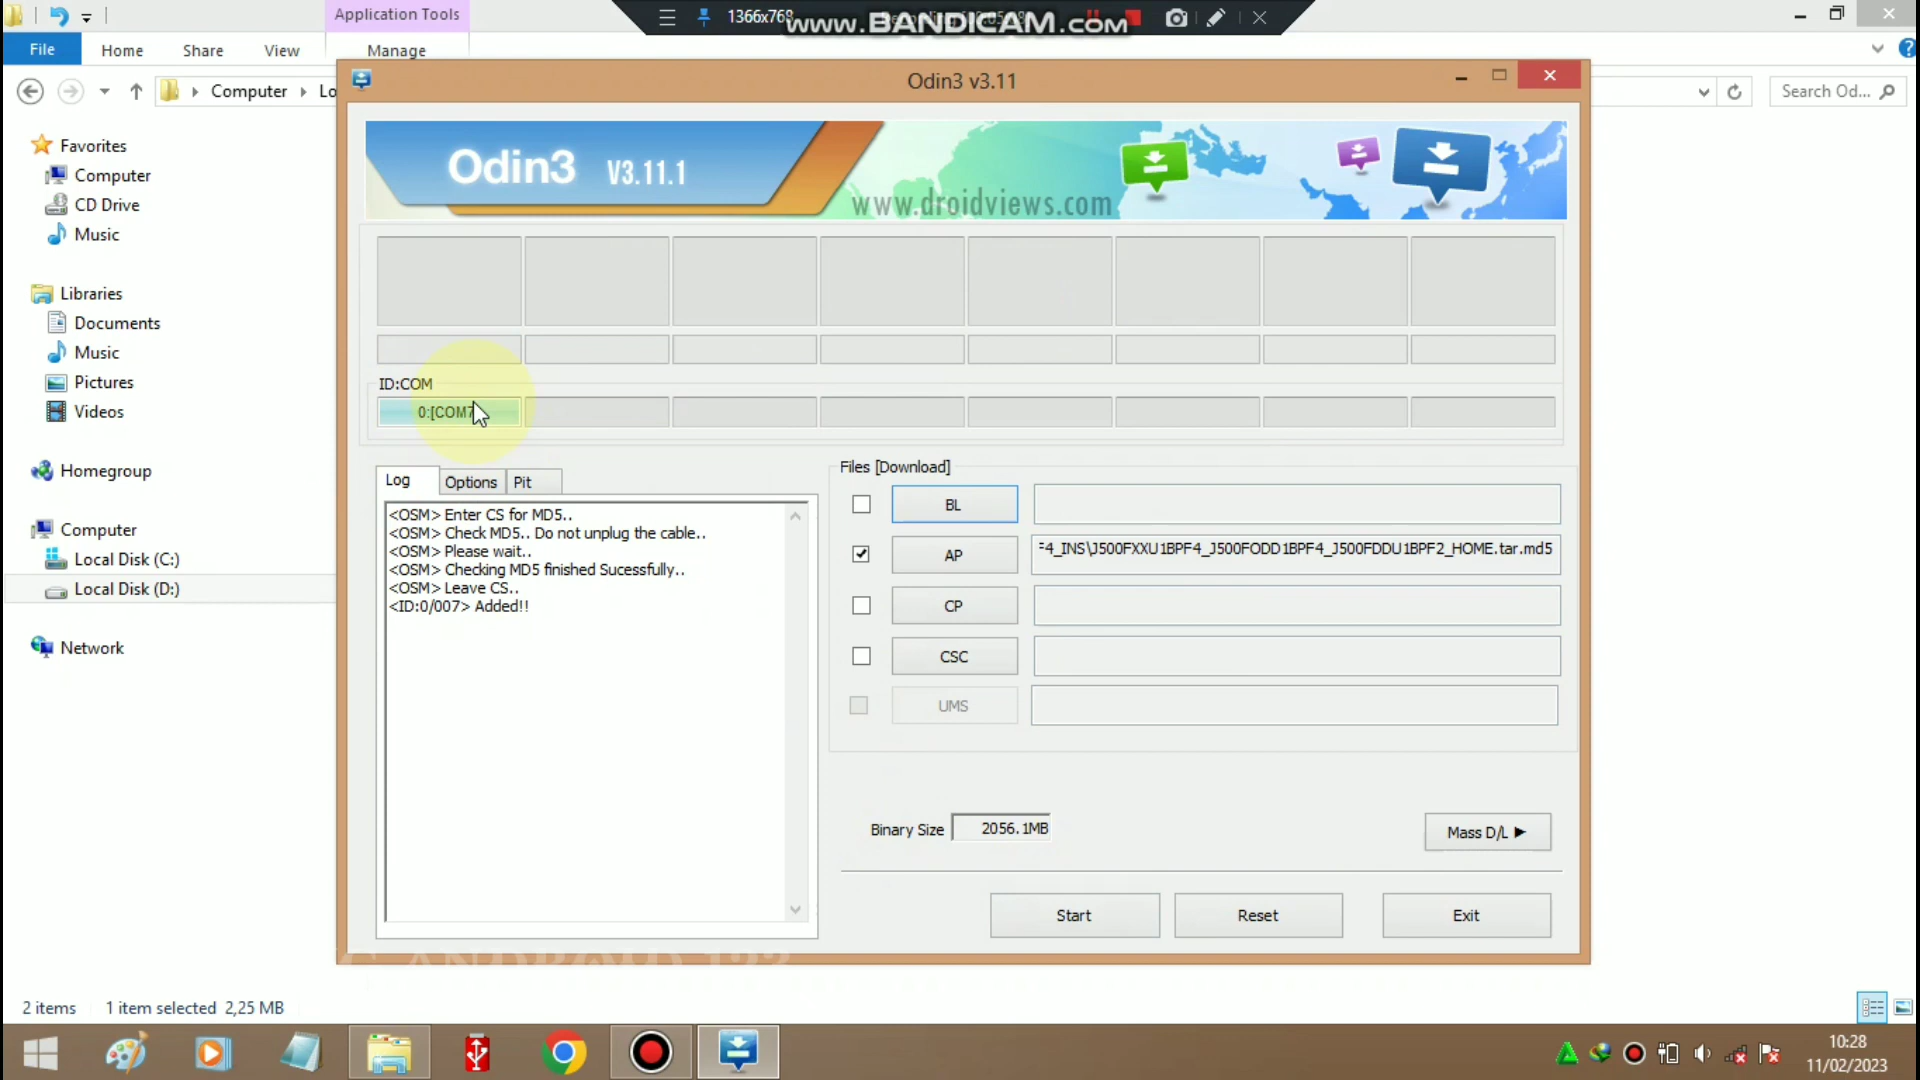 Application Tools
1366x768
www.BANDICAM.com
File
Home
Share
View
Manage
Computer
Lo
Search Od...
Odin3 v3.11
Odin3 V3.11.1
www.droidviews.com
Favorites
Computer
CD Drive
Music
Libraries
Documents
Music
Pictures
Videos
Homegroup
Computer
Local Disk (C:)
Local Disk (D:)
Network
ID:COM
0:[COM7
Log
Options
Pit
<OSM> Enter CS for MD5..
<OSM> Check MD5.. Do not unplug the cable..
<OSM> Please wait..
<OSM> Checking MD5 finished Sucessfully..
<OSM> Leave CS..
<ID:0/007> Added!!
Files [Download]
BL
AP
F4_INS\J500FXXU1BPF4_J500FODD1BPF4_J500FDDU1BPF2_HOME.tar.md5
CP
CSC
UMS
Binary Size
2056.1MB
Mass D/L ▶
Start
Reset
Exit
2 items
1 item selected 2,25 MB
10:28
11/02/2023